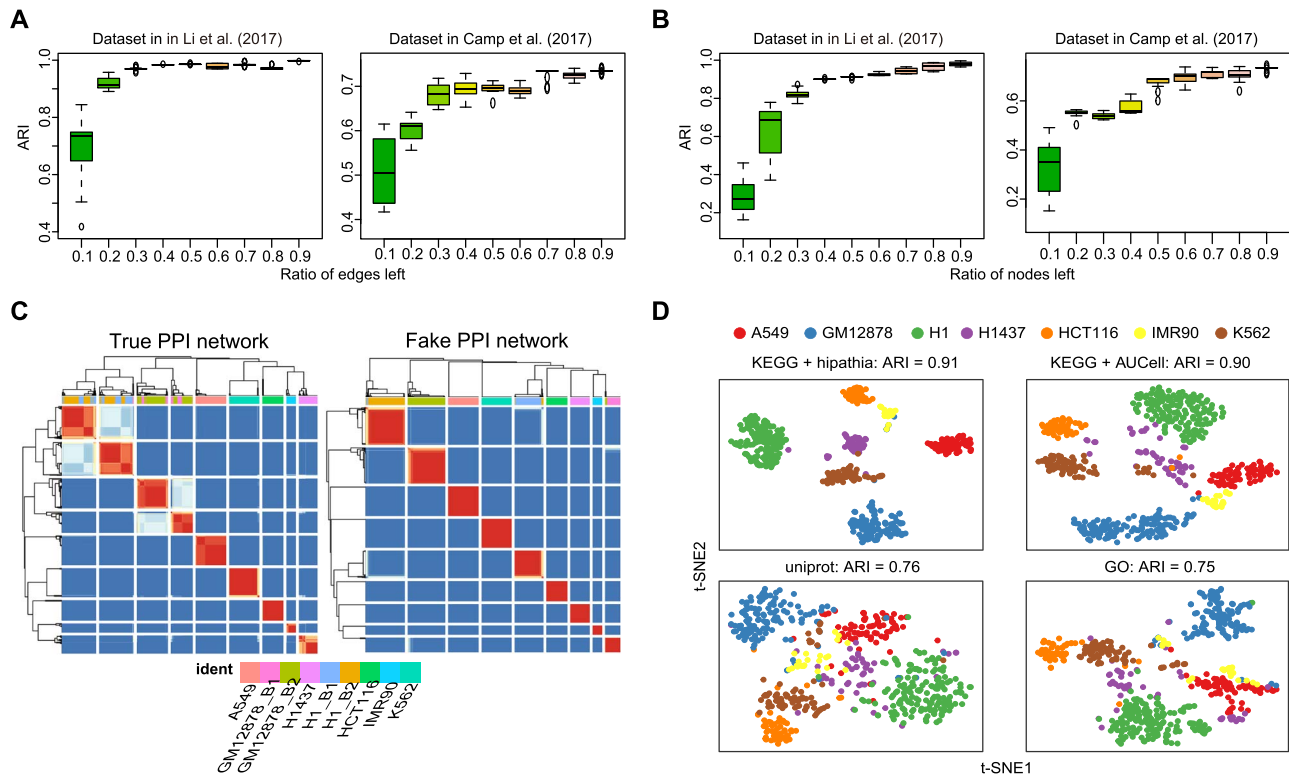 A
Dataset in in Li et al. (2017)
Dataset in Camp et al. (2017)
ARI
0.4 0.6 0.8 1.0
0.4 0.5 0.6 0.7
0.1 0.2 0.3 0.4 0.5 0.6 0.7 0.8 0.9
0.1 0.2 0.3 0.4 0.5 0.6 0.7 0.8 0.9
Ratio of edges left
B
Dataset in in Li et al. (2017)
Dataset in Camp et al. (2017)
ARI
0.2 0.4 0.6 0.8 1.0
0.2 0.4 0.6
0.1 0.2 0.3 0.4 0.5 0.6 0.7 0.8 0.9
0.1 0.2 0.3 0.4 0.5 0.6 0.7 0.8 0.9
Ratio of nodes left
C
True PPI network
Fake PPI network
ident
A549
GM12878_B1
GM12878_B2
H1437
H1_B1
H1_B2
HCT116
IMR90
K562
D
A549 GM12878 H1 H1437 HCT116 IMR90 K562
KEGG + hipathia: ARI = 0.91
KEGG + AUCell: ARI = 0.90
uniprot: ARI = 0.76
GO: ARI = 0.75
t-SNE2
t-SNE1